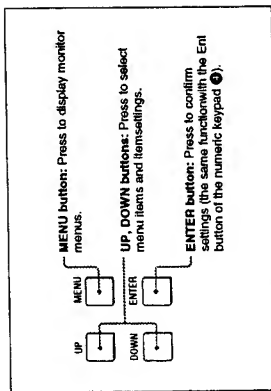 UP
MENU
DOWN
ENTER
MENU button: Press to display monitor
menus.
UP, DOWN buttons: Press to select
menu items and itemsettings.
ENTER button: Press to confirm
settings (the same functionwith the Ent
button of the numeric keypad).